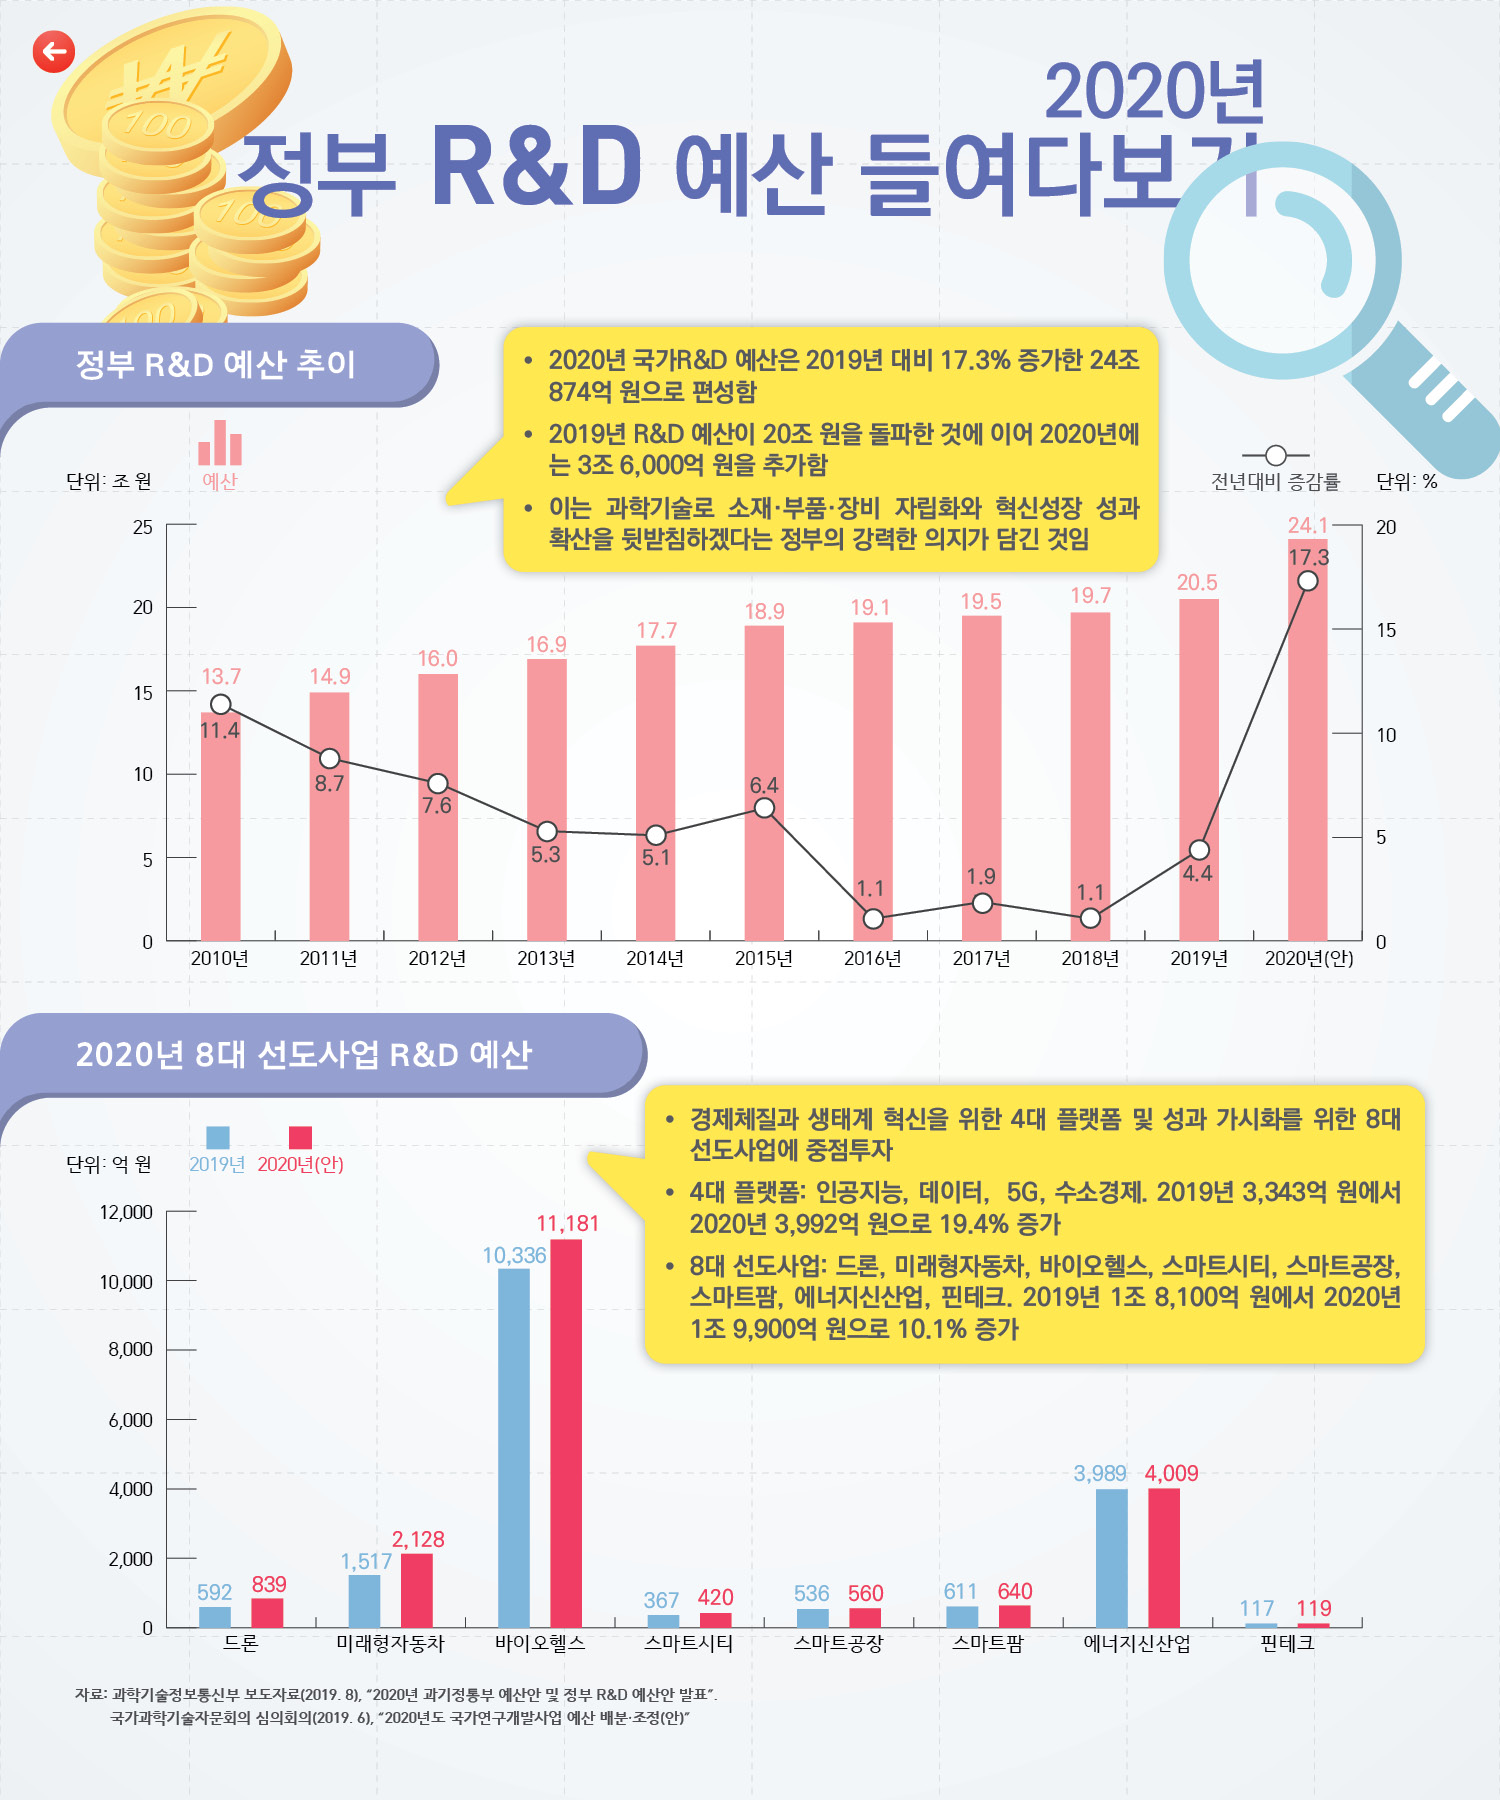 2020년
정부 R&D 예산 들여다보기
100
100
100
정부 R&D 예산 추이
• 2020년 국가R&D 예산은 2019년 대비 17.3% 증가한 24조
874억 원으로 편성함
• 2019년 R&D 예산이 20조 원을 돌파한 것에 이어 2020년에
는 3조 6,000억 원을 추가함
• 이는 과학기술로 소재·부품·장비 자립화와 혁신성장 성과
확산을 뒷받침하겠다는 정부의 강력한 의지가 담긴 것임
단위: 조 원
예산
전년대비 증감률
단위: %
25
20
15
10
5
0
20
15
10
5
0
13.7
14.9
16.0
16.9
17.7
18.9
19.1
19.5
19.7
20.5
24.1
11.4
8.7
7.6
5.3
5.1
6.4
1.1
1.9
1.1
4.4
17.3
2010년
2011년
2012년
2013년
2014년
2015년
2016년
2017년
2018년
2019년
2020년(안)
2020년 8대 선도사업 R&D 예산
• 경제체질과 생태계 혁신을 위한 4대 플랫폼 및 성과 가시화를 위한 8대
선도사업에 중점투자
• 4대 플랫폼: 인공지능, 데이터, 5G, 수소경제. 2019년 3,343억 원에서
2020년 3,992억 원으로 19.4% 증가
• 8대 선도사업: 드론, 미래형자동차, 바이오헬스, 스마트시티, 스마트공장,
스마트팜, 에너지신산업, 핀테크. 2019년 1조 8,100억 원에서 2020년
1조 9,900억 원으로 10.1% 증가
단위: 억 원
2019년
2020년(안)
12,000
10,000
8,000
6,000
4,000
2,000
0
592
839
1,517
2,128
10,336
11,181
367
420
536
560
611
640
3,989
4,009
117
119
드론
미래형자동차
바이오헬스
스마트시티
스마트공장
스마트팜
에너지신산업
핀테크
자료: 과학기술정보통신부 보도자료(2019. 8), “2020년 과기정통부 예산안 및 정부 R&D 예산안 발표”.
국가과학기술자문회의 심의회의(2019. 6), “2020년도 국가연구개발사업 예산 배분·조정(안)”